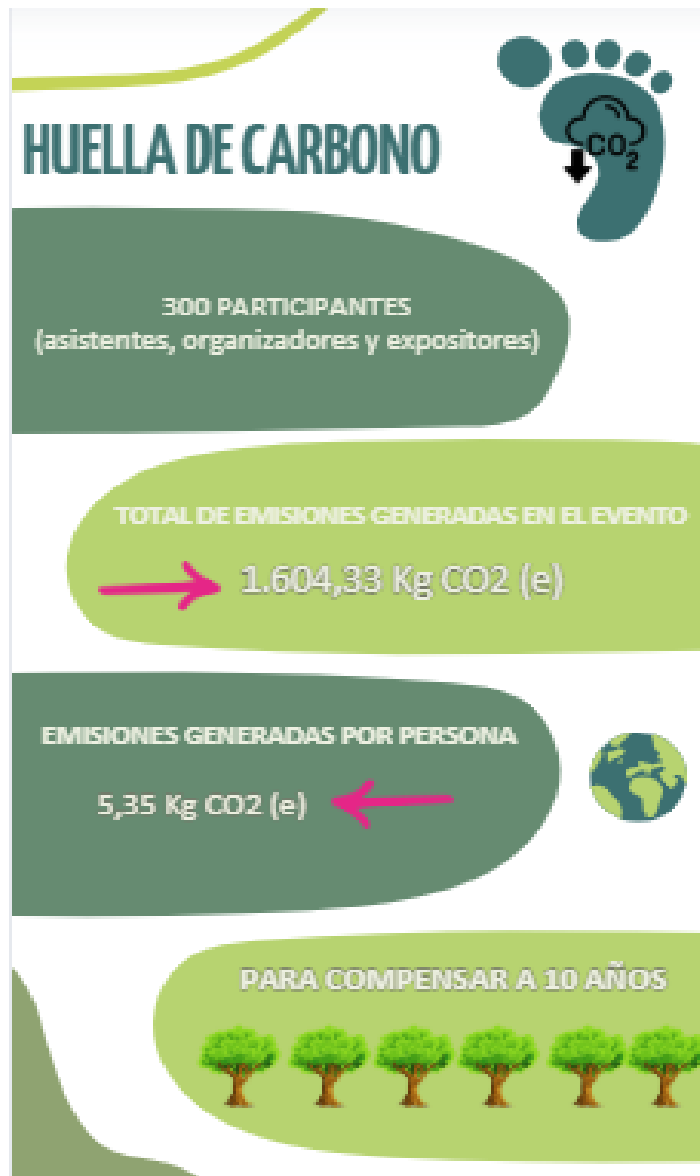 HUELLA DE CARBONO
CO2
300 PARTICIPANTES
(asistentes, organizadores y expositores)
TOTAL DE EMISIONES GENERADAS EN EL EVENTO
1.604,33 Kg CO2 (e)
EMISIONES GENERADAS POR PERSONA
5,35 Kg CO2 (e)
PARA COMPENSAR A 10 AÑOS